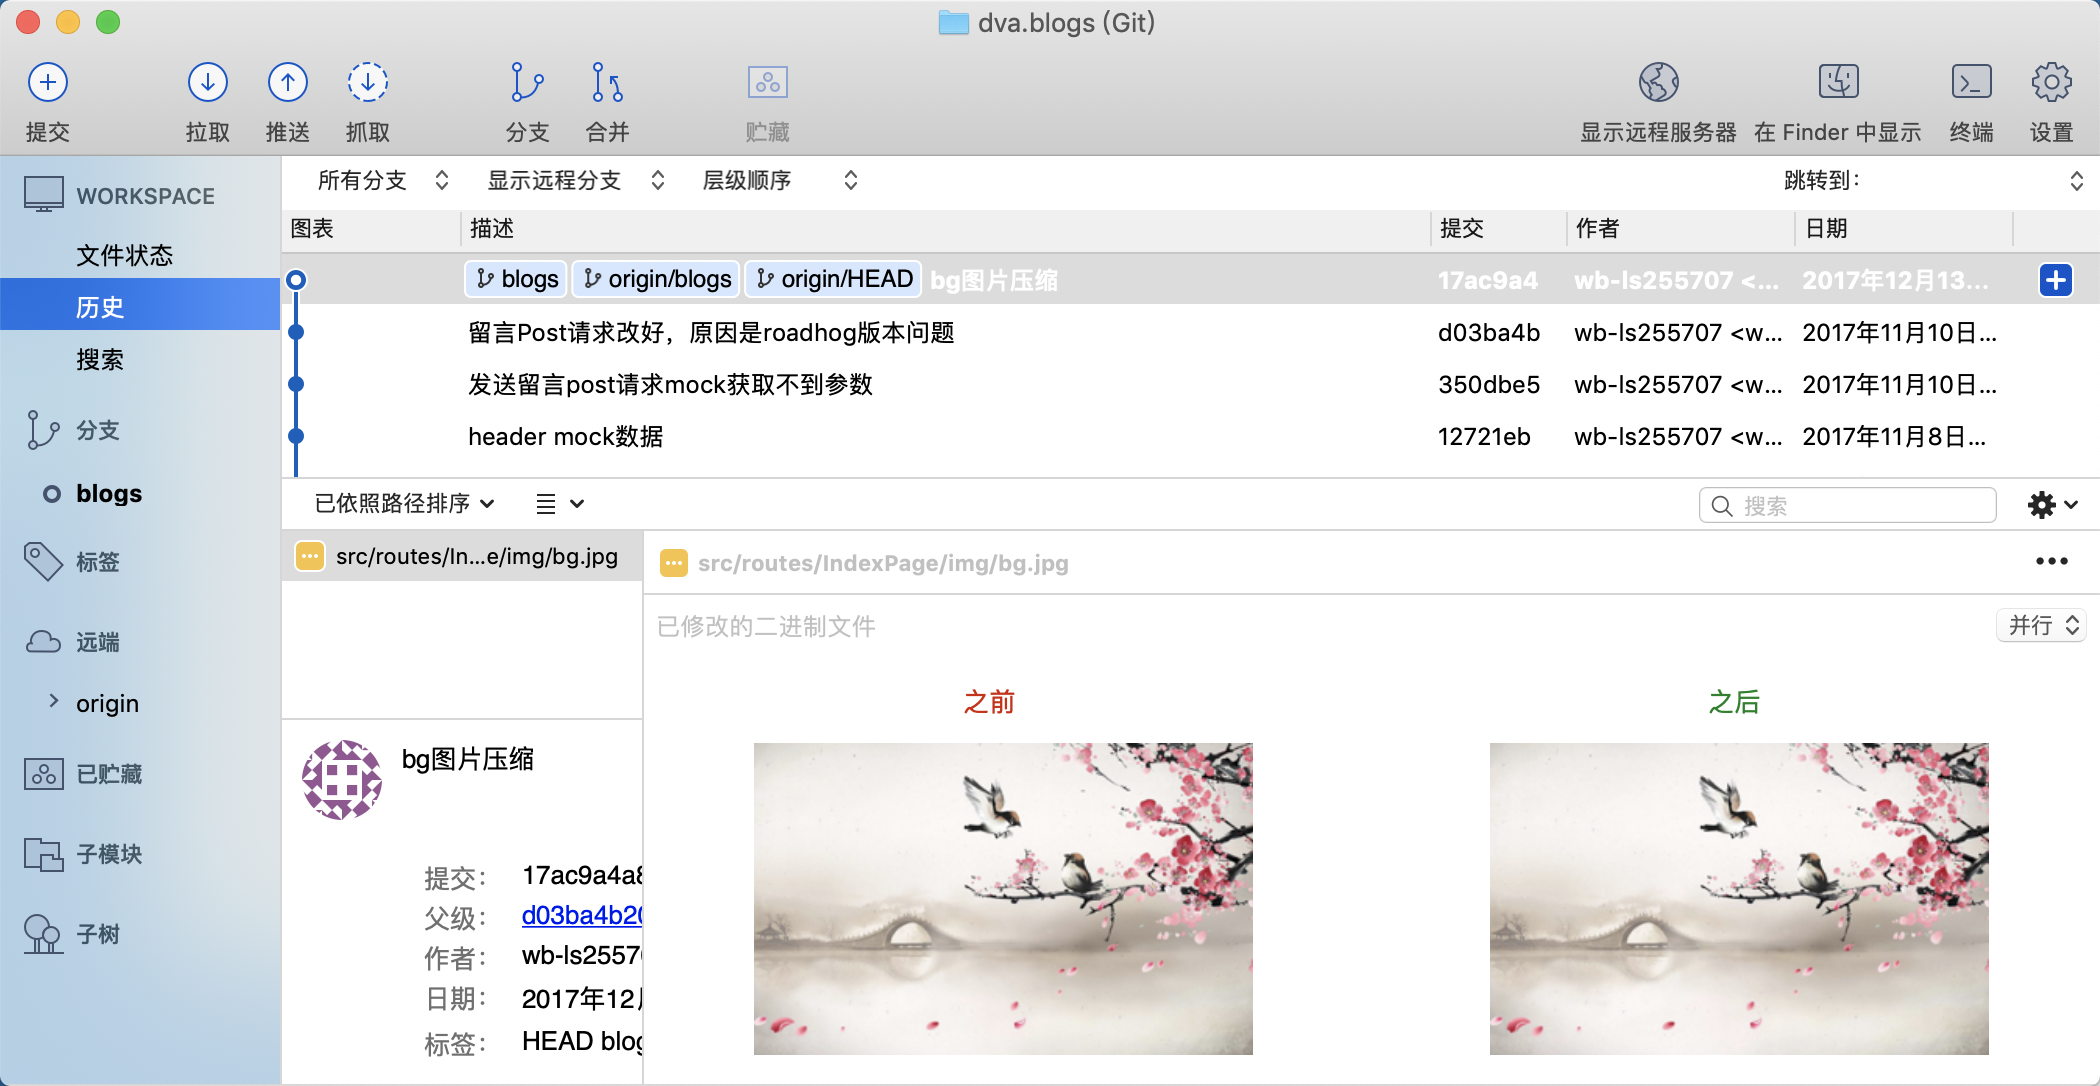 dva.blogs (Git)
提交
拉取
推送
抓取
分支
合并
贮藏
显示远程服务器
在 Finder 中显示
终端
设置
WORKSPACE
文件状态
历史
搜索
分支
blogs
标签
远端
origin
已贮藏
子模块
子树
所有分支
显示远程分支
层级顺序
跳转到:
图表 描述 提交 作者 日期
blogs origin/blogs origin/HEAD bg图片压缩 17ac9a4 wb-ls255707 <... 2017年12月13...
留言Post请求改好，原因是roadhog版本问题 d03ba4b wb-ls255707 <w... 2017年11月10日...
发送留言post请求mock获取不到参数 350dbe5 wb-ls255707 <w... 2017年11月10日...
header mock数据 12721eb wb-ls255707 <w... 2017年11月8日...
已依照路径排序
搜索
src/routes/In...e/img/bg.jpg
src/routes/IndexPage/img/bg.jpg
已修改的二进制文件
并行
之前
之后
bg图片压缩
提交: 17ac9a4a8
父级: d03ba4b20
作者: wb-ls2557
日期: 2017年12月
标签: HEAD blog